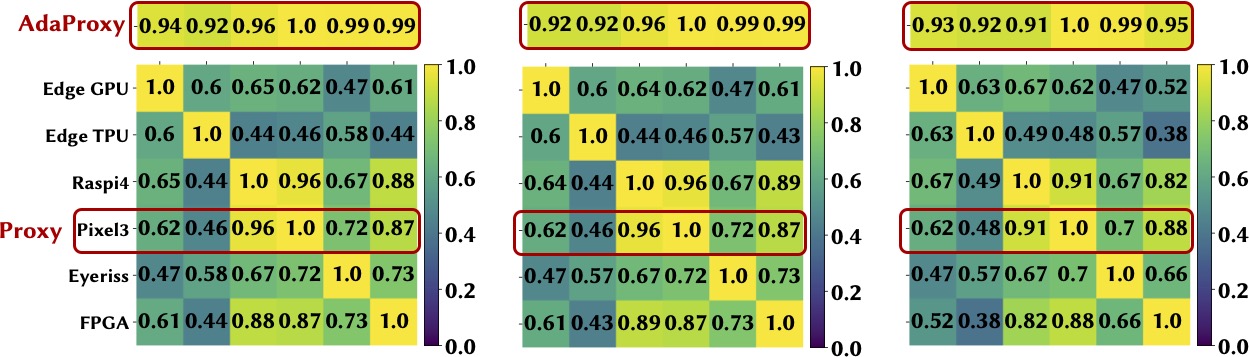 AdaProxy 0.94 0.92 0.96 1.0 0.99 0.99 0.92 0.92 0.96 1.0 0.99 0.99 0.93 0.92 0.91 1.0 0.99 0.95
1.0 1.0 1.0
Edge GPU 1.0 0.6 0.65 0.62 0.47 0.61 1.0 0.6 0.64 0.62 0.47 0.61 1.0 0.63 0.67 0.62 0.47 0.52
0.8 0.8 0.8
Edge TPU 0.6 1.0 0.44 0.46 0.58 0.44 0.6 1.0 0.44 0.46 0.57 0.43 0.63 1.0 0.49 0.48 0.57 0.38
Raspi4 0.65 0.44 1.0 0.96 0.67 0.88 0.6 0.64 0.44 1.0 0.96 0.67 0.89 0.6 0.67 0.49 1.0 0.91 0.67 0.82 0.6
Proxy Pixel3 0.62 0.46 0.96 1.0 0.72 0.87 0.4 0.62 0.46 0.96 1.0 0.72 0.87 0.4 0.62 0.48 0.91 1.0 0.7 0.88 0.4
Eyeriss 0.47 0.58 0.67 0.72 1.0 0.73 0.47 0.57 0.67 0.72 1.0 0.73 0.47 0.57 0.67 0.7 1.0 0.66
0.2 0.2 0.2
FPGA 0.61 0.44 0.88 0.87 0.73 1.0 0.61 0.43 0.89 0.87 0.73 1.0 0.52 0.38 0.82 0.88 0.66 1.0
0.0 0.0 0.0